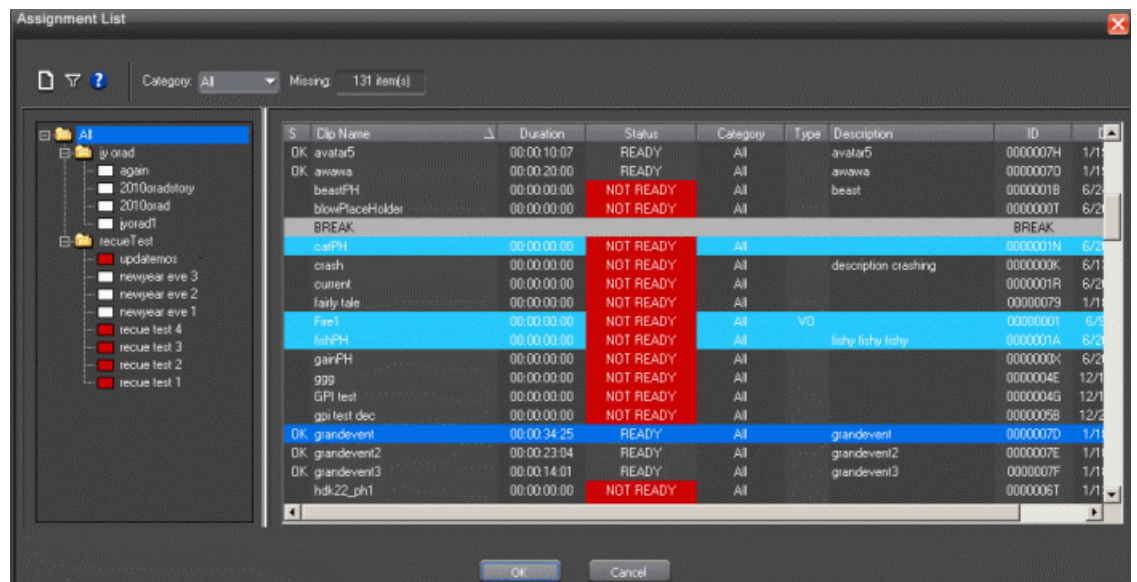 Assignment List
Category: All Missing: 131 item(s)
All
jy orad
again
2010oradstory
2010orad
jyorad1
recueTest
updatemos
newyear eve 3
newyear eve 2
newyear eve 1
recue test 4
recue test 3
recue test 2
recue test 1
S Clip Name Duration Status Category Type Description ID
OK avatar5 00:00:10:07 READY All avatar5 0000007H
OK awawa 00:00:20:00 READY All awawa 0000007O
beastPH 00:00:00:00 NOT READY All beast 0000001B
blowPlaceHolder 00:00:00:00 NOT READY All 0000000T
BREAK BREAK
catPH 00:00:00:00 NOT READY All 0000001N
crash 00:00:00:00 NOT READY All description crashing 0000000K
current 00:00:00:00 NOT READY All 0000001R
fairly tale 00:00:00:00 NOT READY All 00000079
Fire1 00:00:00:00 NOT READY All VO 00000001
fishPH 00:00:00:00 NOT READY All fishy fishy fishy 0000001A
gainPH 00:00:00:00 NOT READY All 0000000X
ggg 00:00:00:00 NOT READY All 0000004E
GPI test 00:00:00:00 NOT READY All 0000004G
gpi test dec 00:00:00:00 NOT READY All 0000005B
OK grandevent 00:00:34:25 READY All grandevent 0000007D
OK grandevent2 00:00:23:04 READY All grandevent2 0000007E
OK grandevent3 00:00:14:01 READY All grandevent3 0000007F
hdk22_ph1 00:00:00:00 NOT READY All 0000006T
OK Cancel